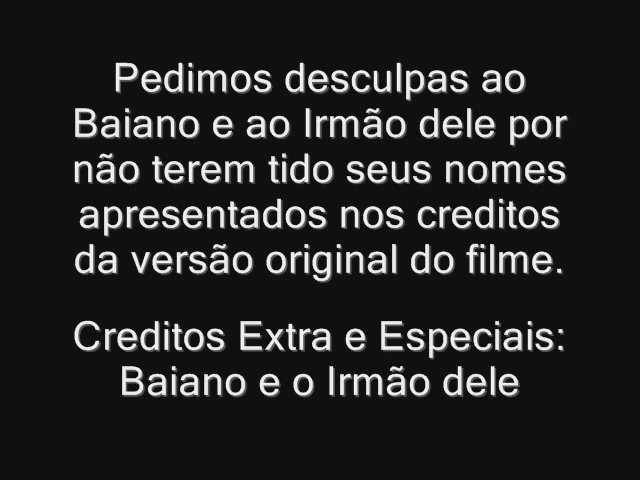 Pedimos desculpas ao
Baiano e ao Irmão dele por
não terem tido seus nomes
apresentados nos creditos
da versão original do filme.
Creditos Extra e Especiais:
Baiano e o Irmão dele